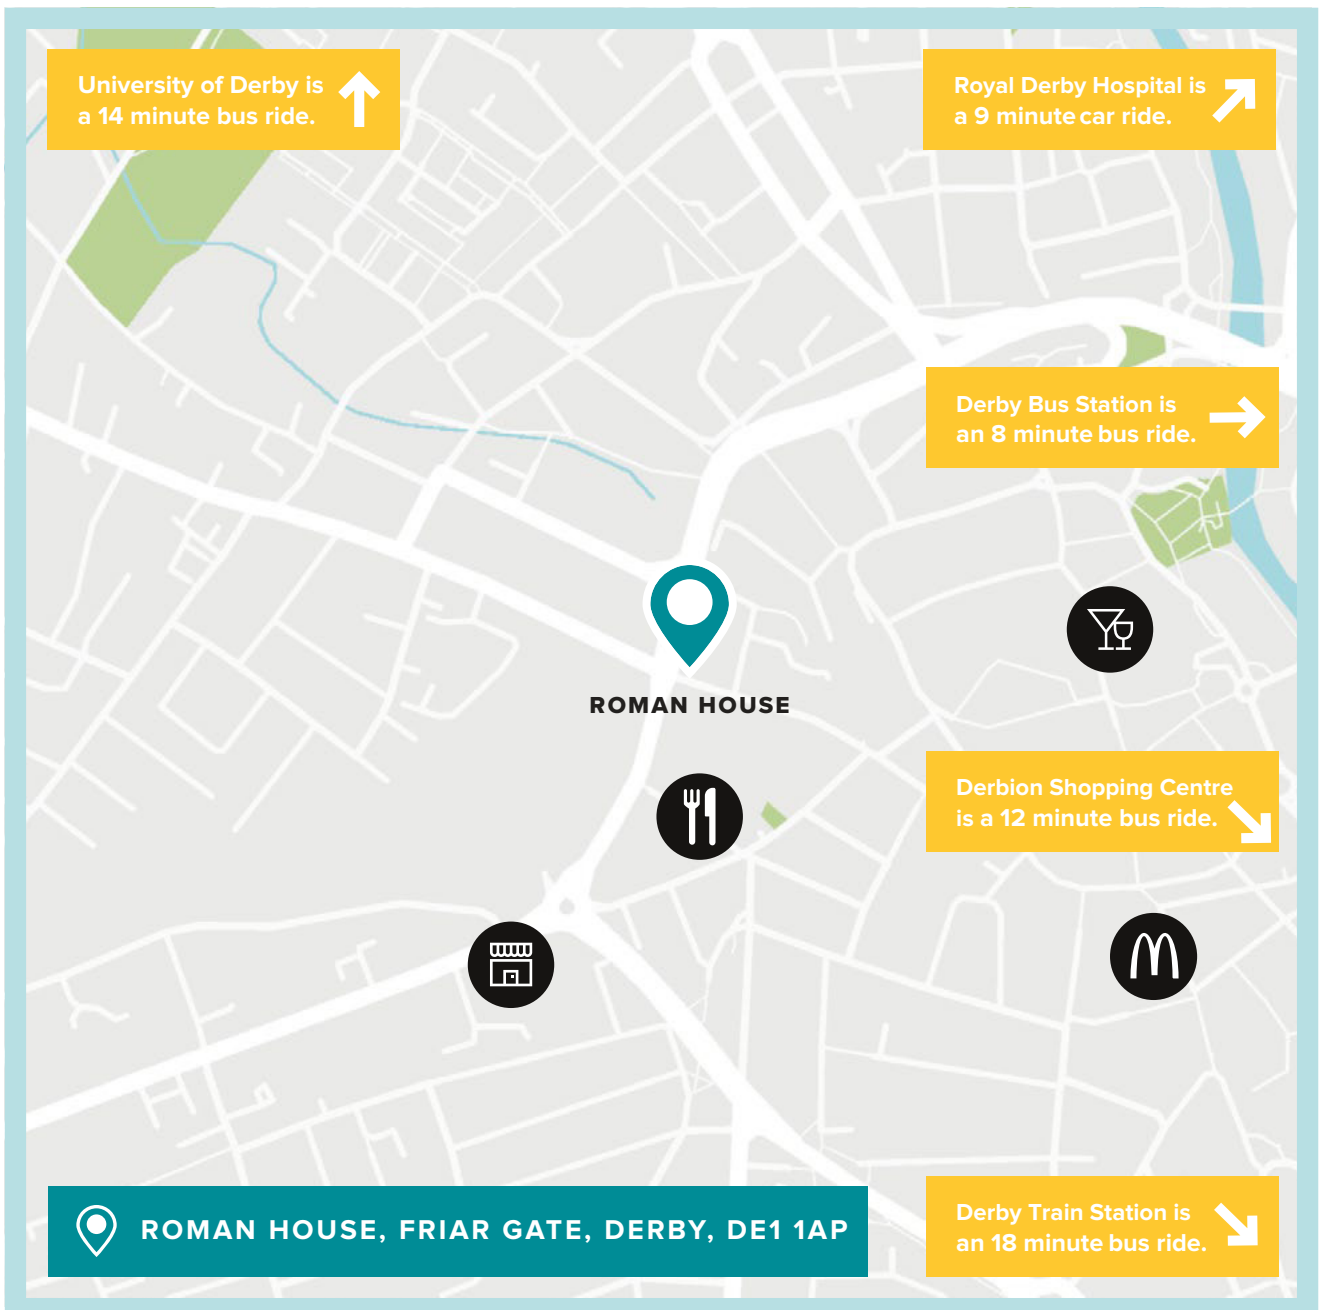 University of Derby is
a 14 minute bus ride.
Royal Derby Hospital is
a 9 minute car ride.
Derby Bus Station is
an 8 minute bus ride.
ROMAN HOUSE
Derbion Shopping Centre
is a 12 minute bus ride.
ROMAN HOUSE, FRIAR GATE, DERBY, DE1 1AP
Derby Train Station is
an 18 minute bus ride.